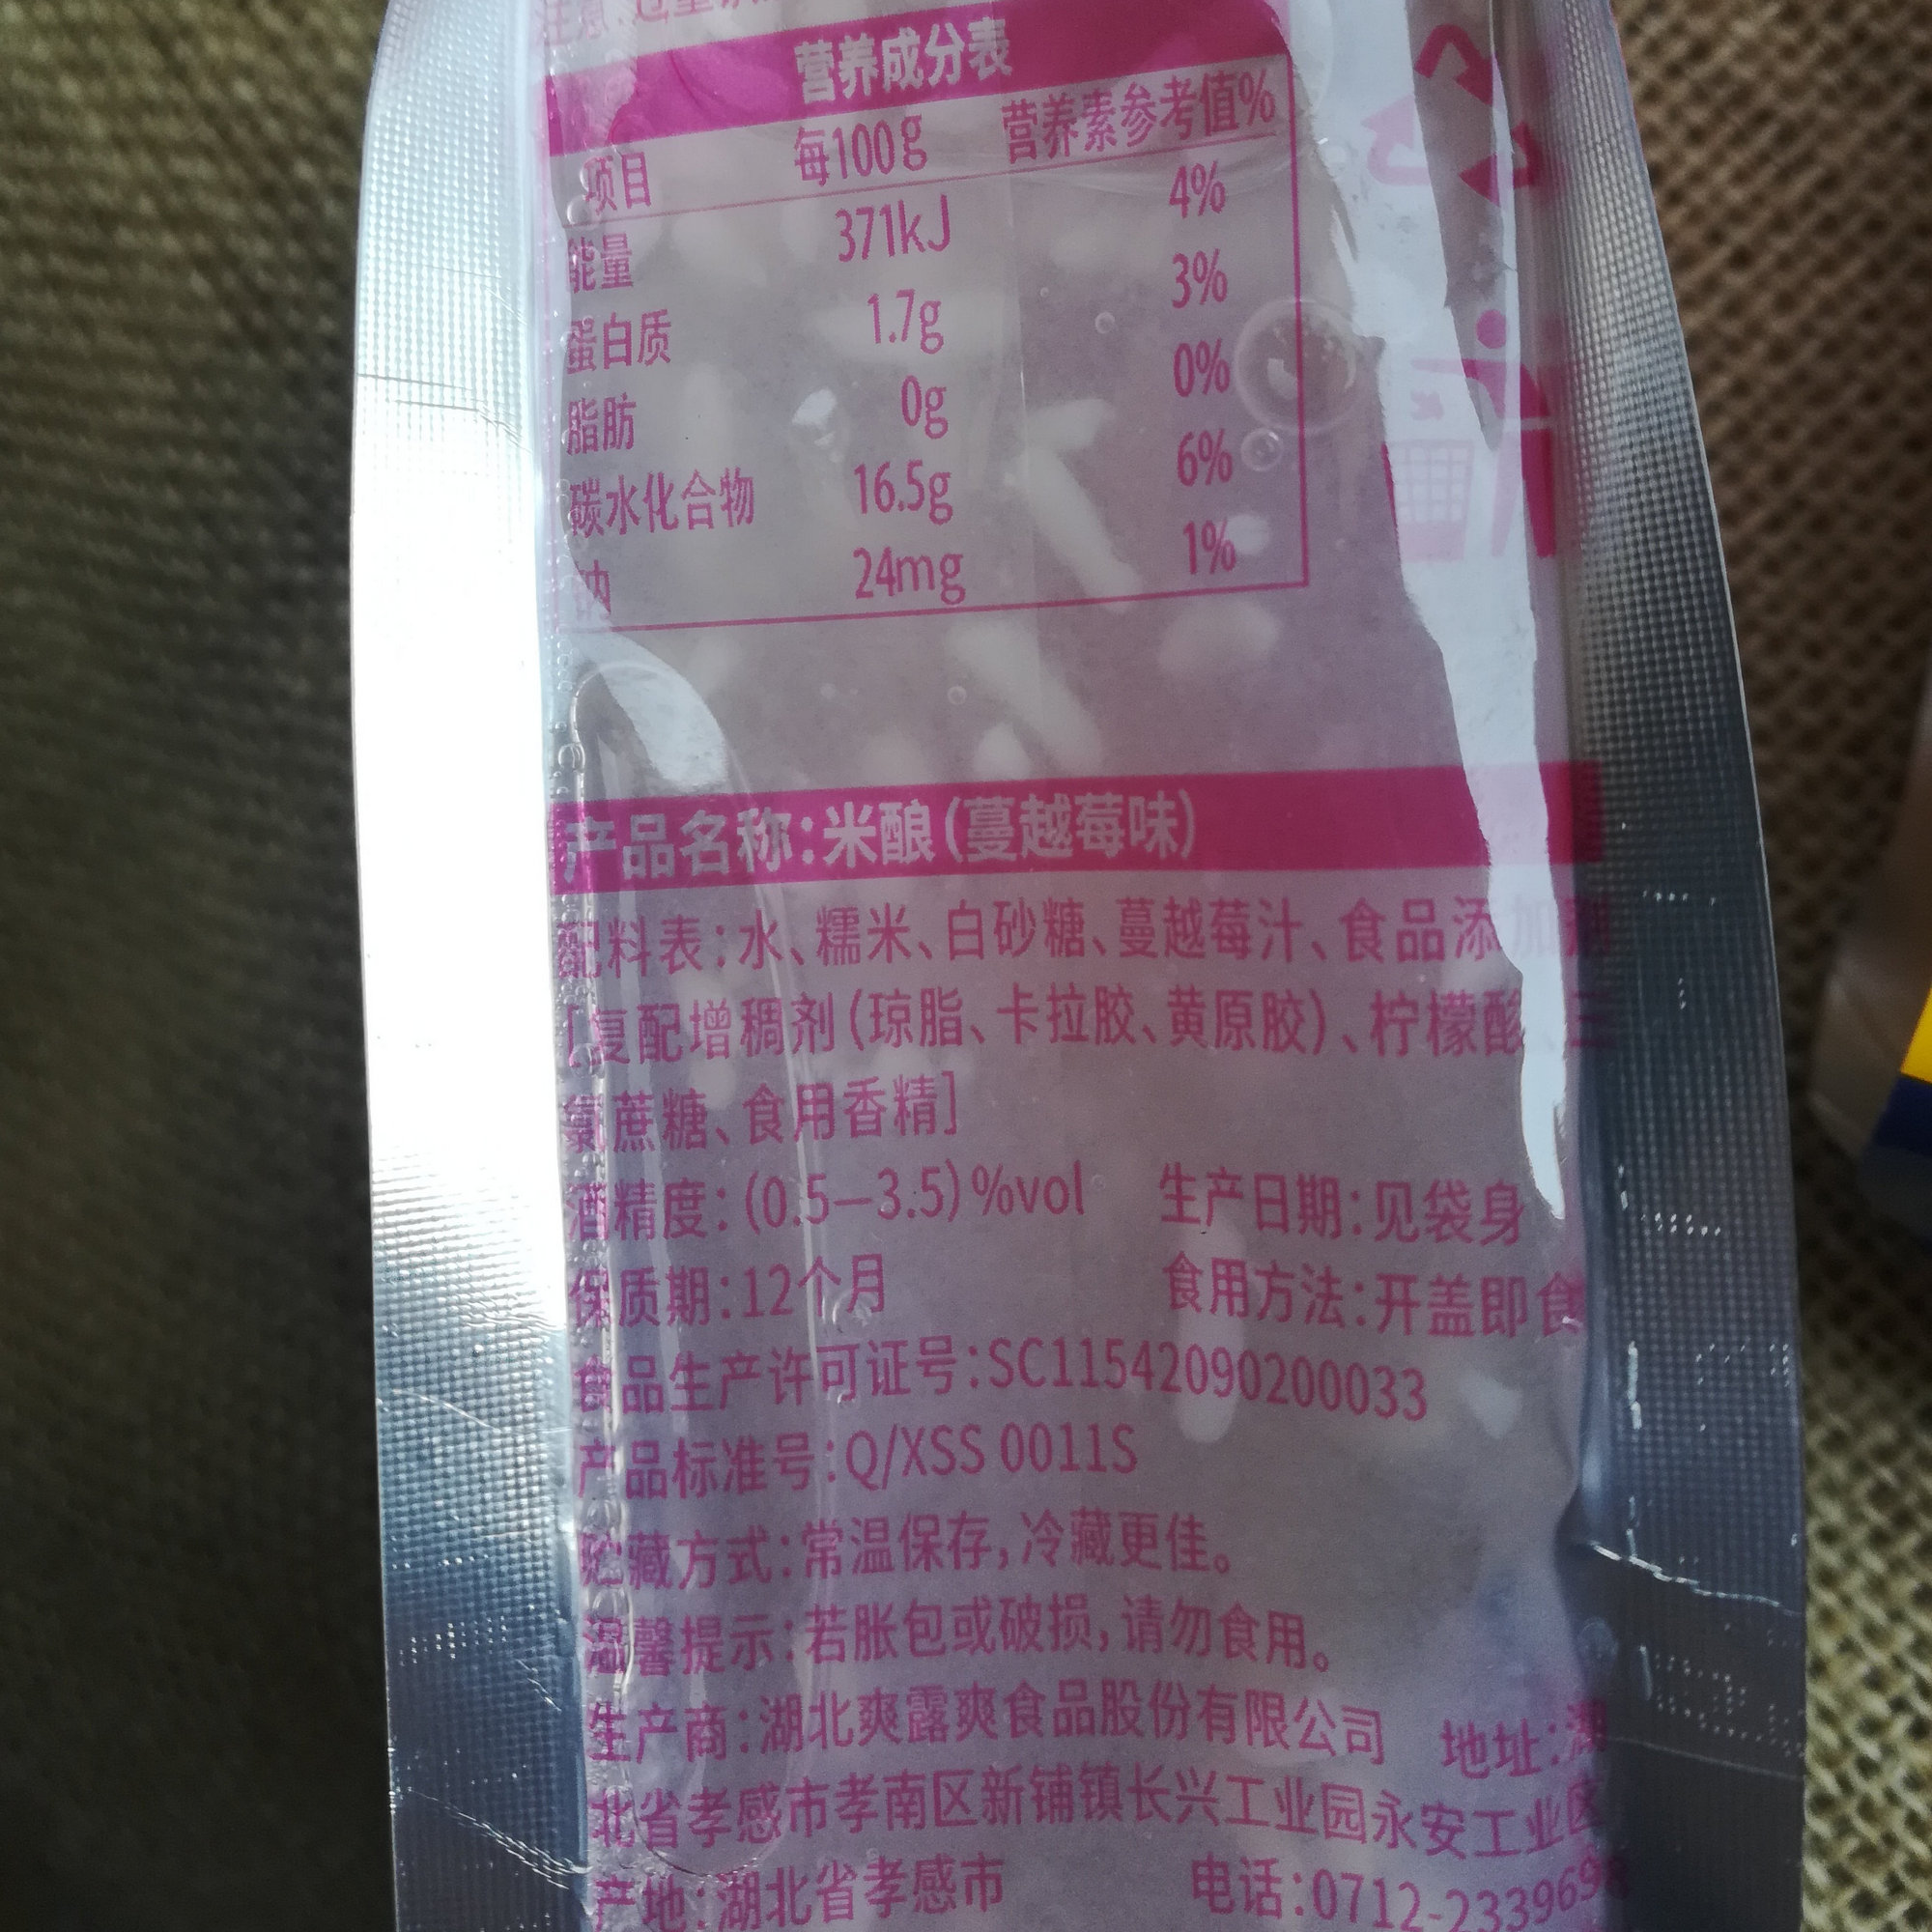 注意:过量
营养成分表
项目 每100g 营养素参考值%
能量 371kJ 4%
蛋白质 1.7g 3%
脂肪 0g 0%
碳水化合物 16.5g 6%
钠 24mg 1%
产品名称:米酿(蔓越莓味)
配料表:水、糯米、白砂糖、蔓越莓汁、食品添加剂
[复配增稠剂(琼脂、卡拉胶、黄原胶)、柠檬酸、三
氯蔗糖、食用香精]
酒精度:(0.5—3.5)%vol 生产日期:见袋身
保质期:12个月 食用方法:开盖即食
食品生产许可证号:SC11542090200033
产品标准号:Q/XSS 0011S
贮藏方式:常温保存,冷藏更佳。
温馨提示:若胀包或破损,请勿食用。
生产商:湖北爽露爽食品股份有限公司 地址:湖
北省孝感市孝南区新铺镇长兴工业园永安工业区
产地:湖北省孝感市 电话:0712-233969